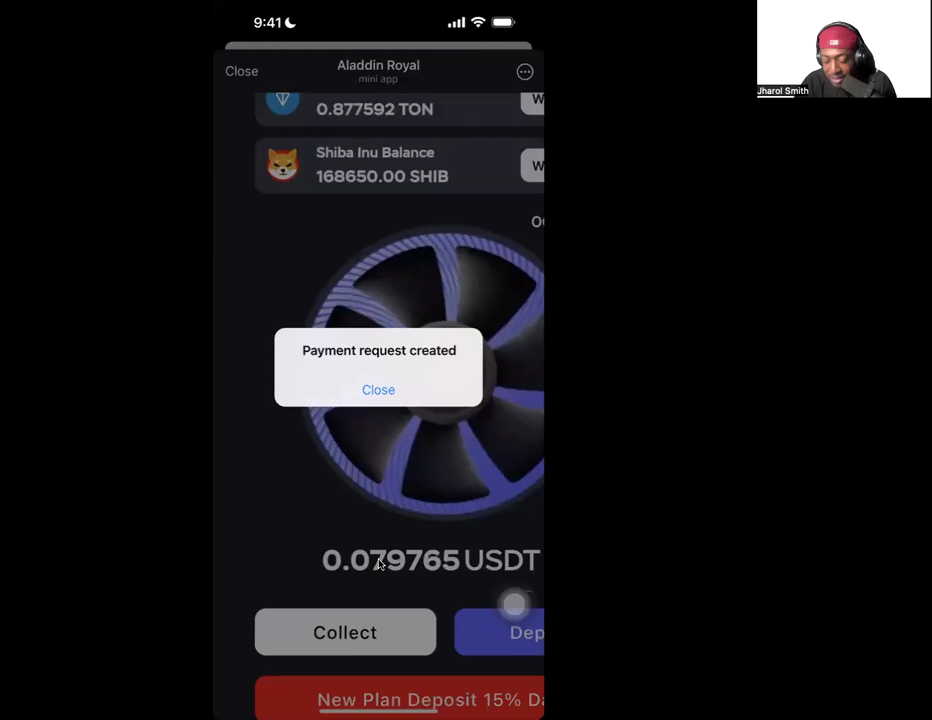 9:41
Close
Aladdin Royal
mini app
0.877592 TON
W
Shiba Inu Balance
168650.00 SHIB
W
Payment request created
Close
0.079765 USDT
Collect
Dep
New Plan Deposit 15% Da
Jharol Smith